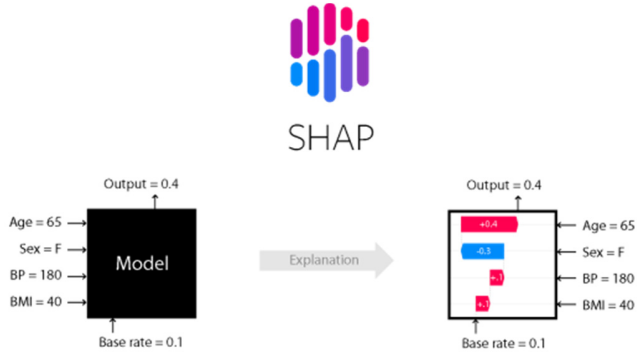 SHAP
Output = 0.4
Age = 65
Sex = F
BP = 180
BMI = 40
Model
Base rate = 0.1
Explanation
Output = 0.4
+0.4
Age = 65
-0.3
Sex = F
+.1
BP = 180
+.1
BMI = 40
Base rate = 0.1